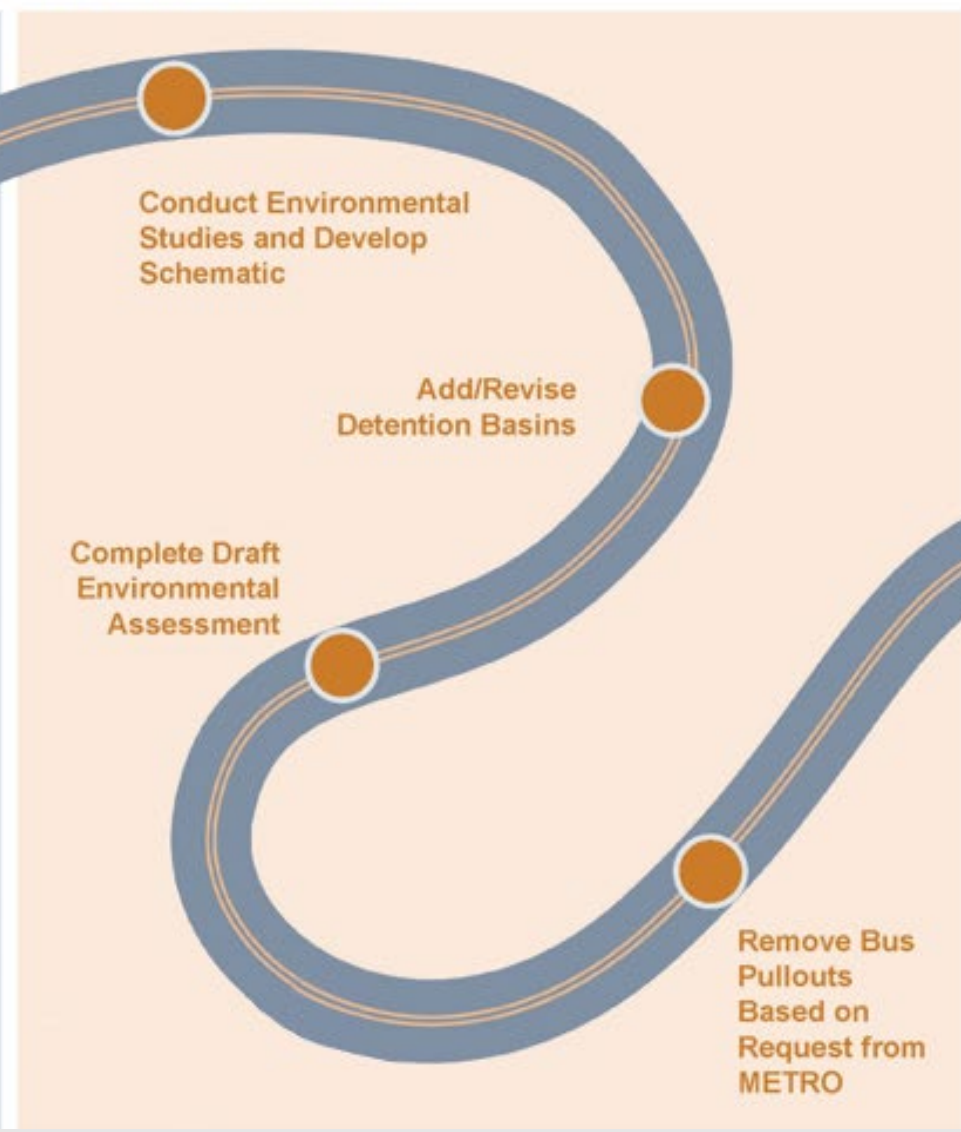 Conduct Environmental
Studies and Develop
Schematic
Add/Revise
Detention Basins
Complete Draft
Environmental
Assessment
Remove Bus
Pullouts
Based on
Request from
METRO